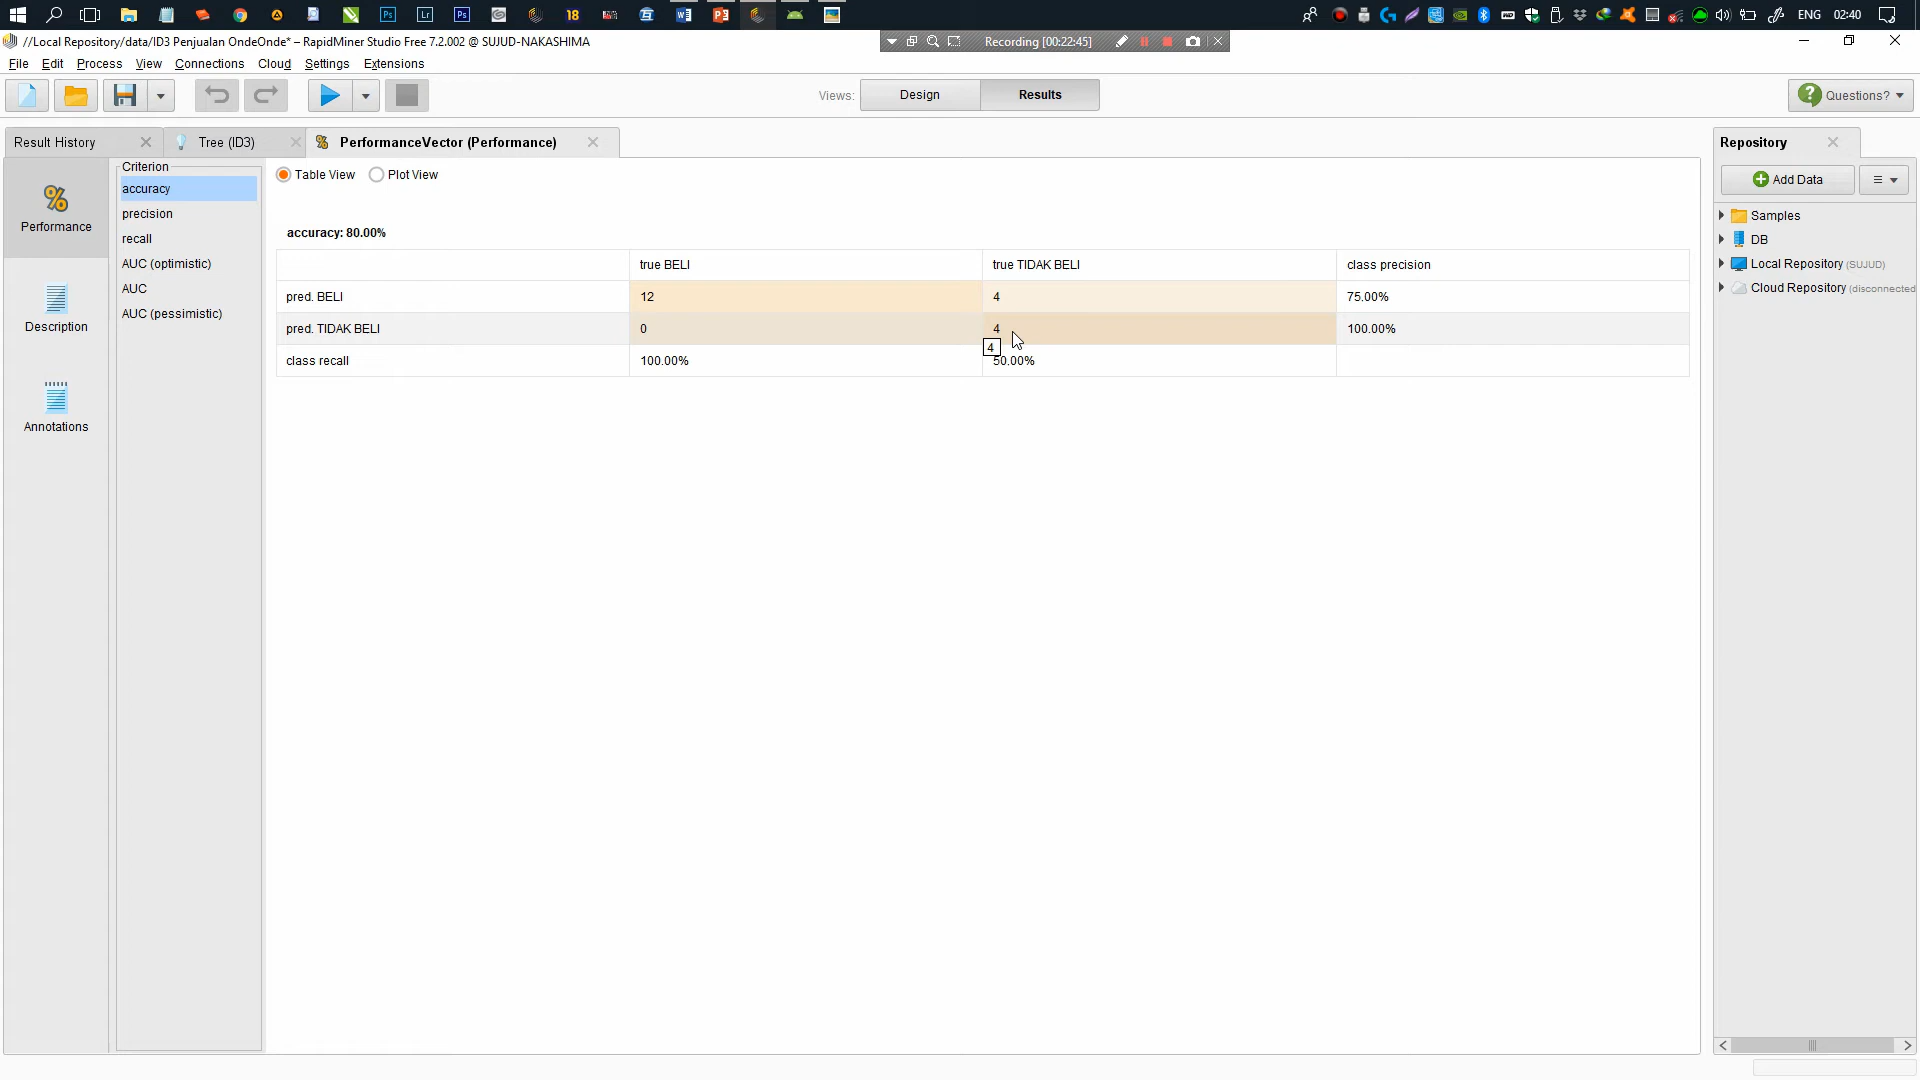 18
ENG
02:40
//Local Repository/data/ID3 Penjualan OndeOnde* – RapidMiner Studio Free 7.2.002 @ SUJUD-NAKASHIMA
Recording [00:22:45]
File Edit Process View Connections Cloud Settings Extensions
Views: Design Results
Questions?
Result History
Tree (ID3)
PerformanceVector (Performance)
Repository
Criterion
accuracy
precision
recall
AUC (optimistic)
AUC
AUC (pessimistic)
Performance
Description
Annotations
Table View Plot View
accuracy: 80.00%
true BELI true TIDAK BELI class precision
pred. BELI 12 4 75.00%
pred. TIDAK BELI 0 4 100.00%
4
class recall 100.00% 50.00%
Add Data
Samples
DB
Local Repository (SUJUD)
Cloud Repository (disconnected